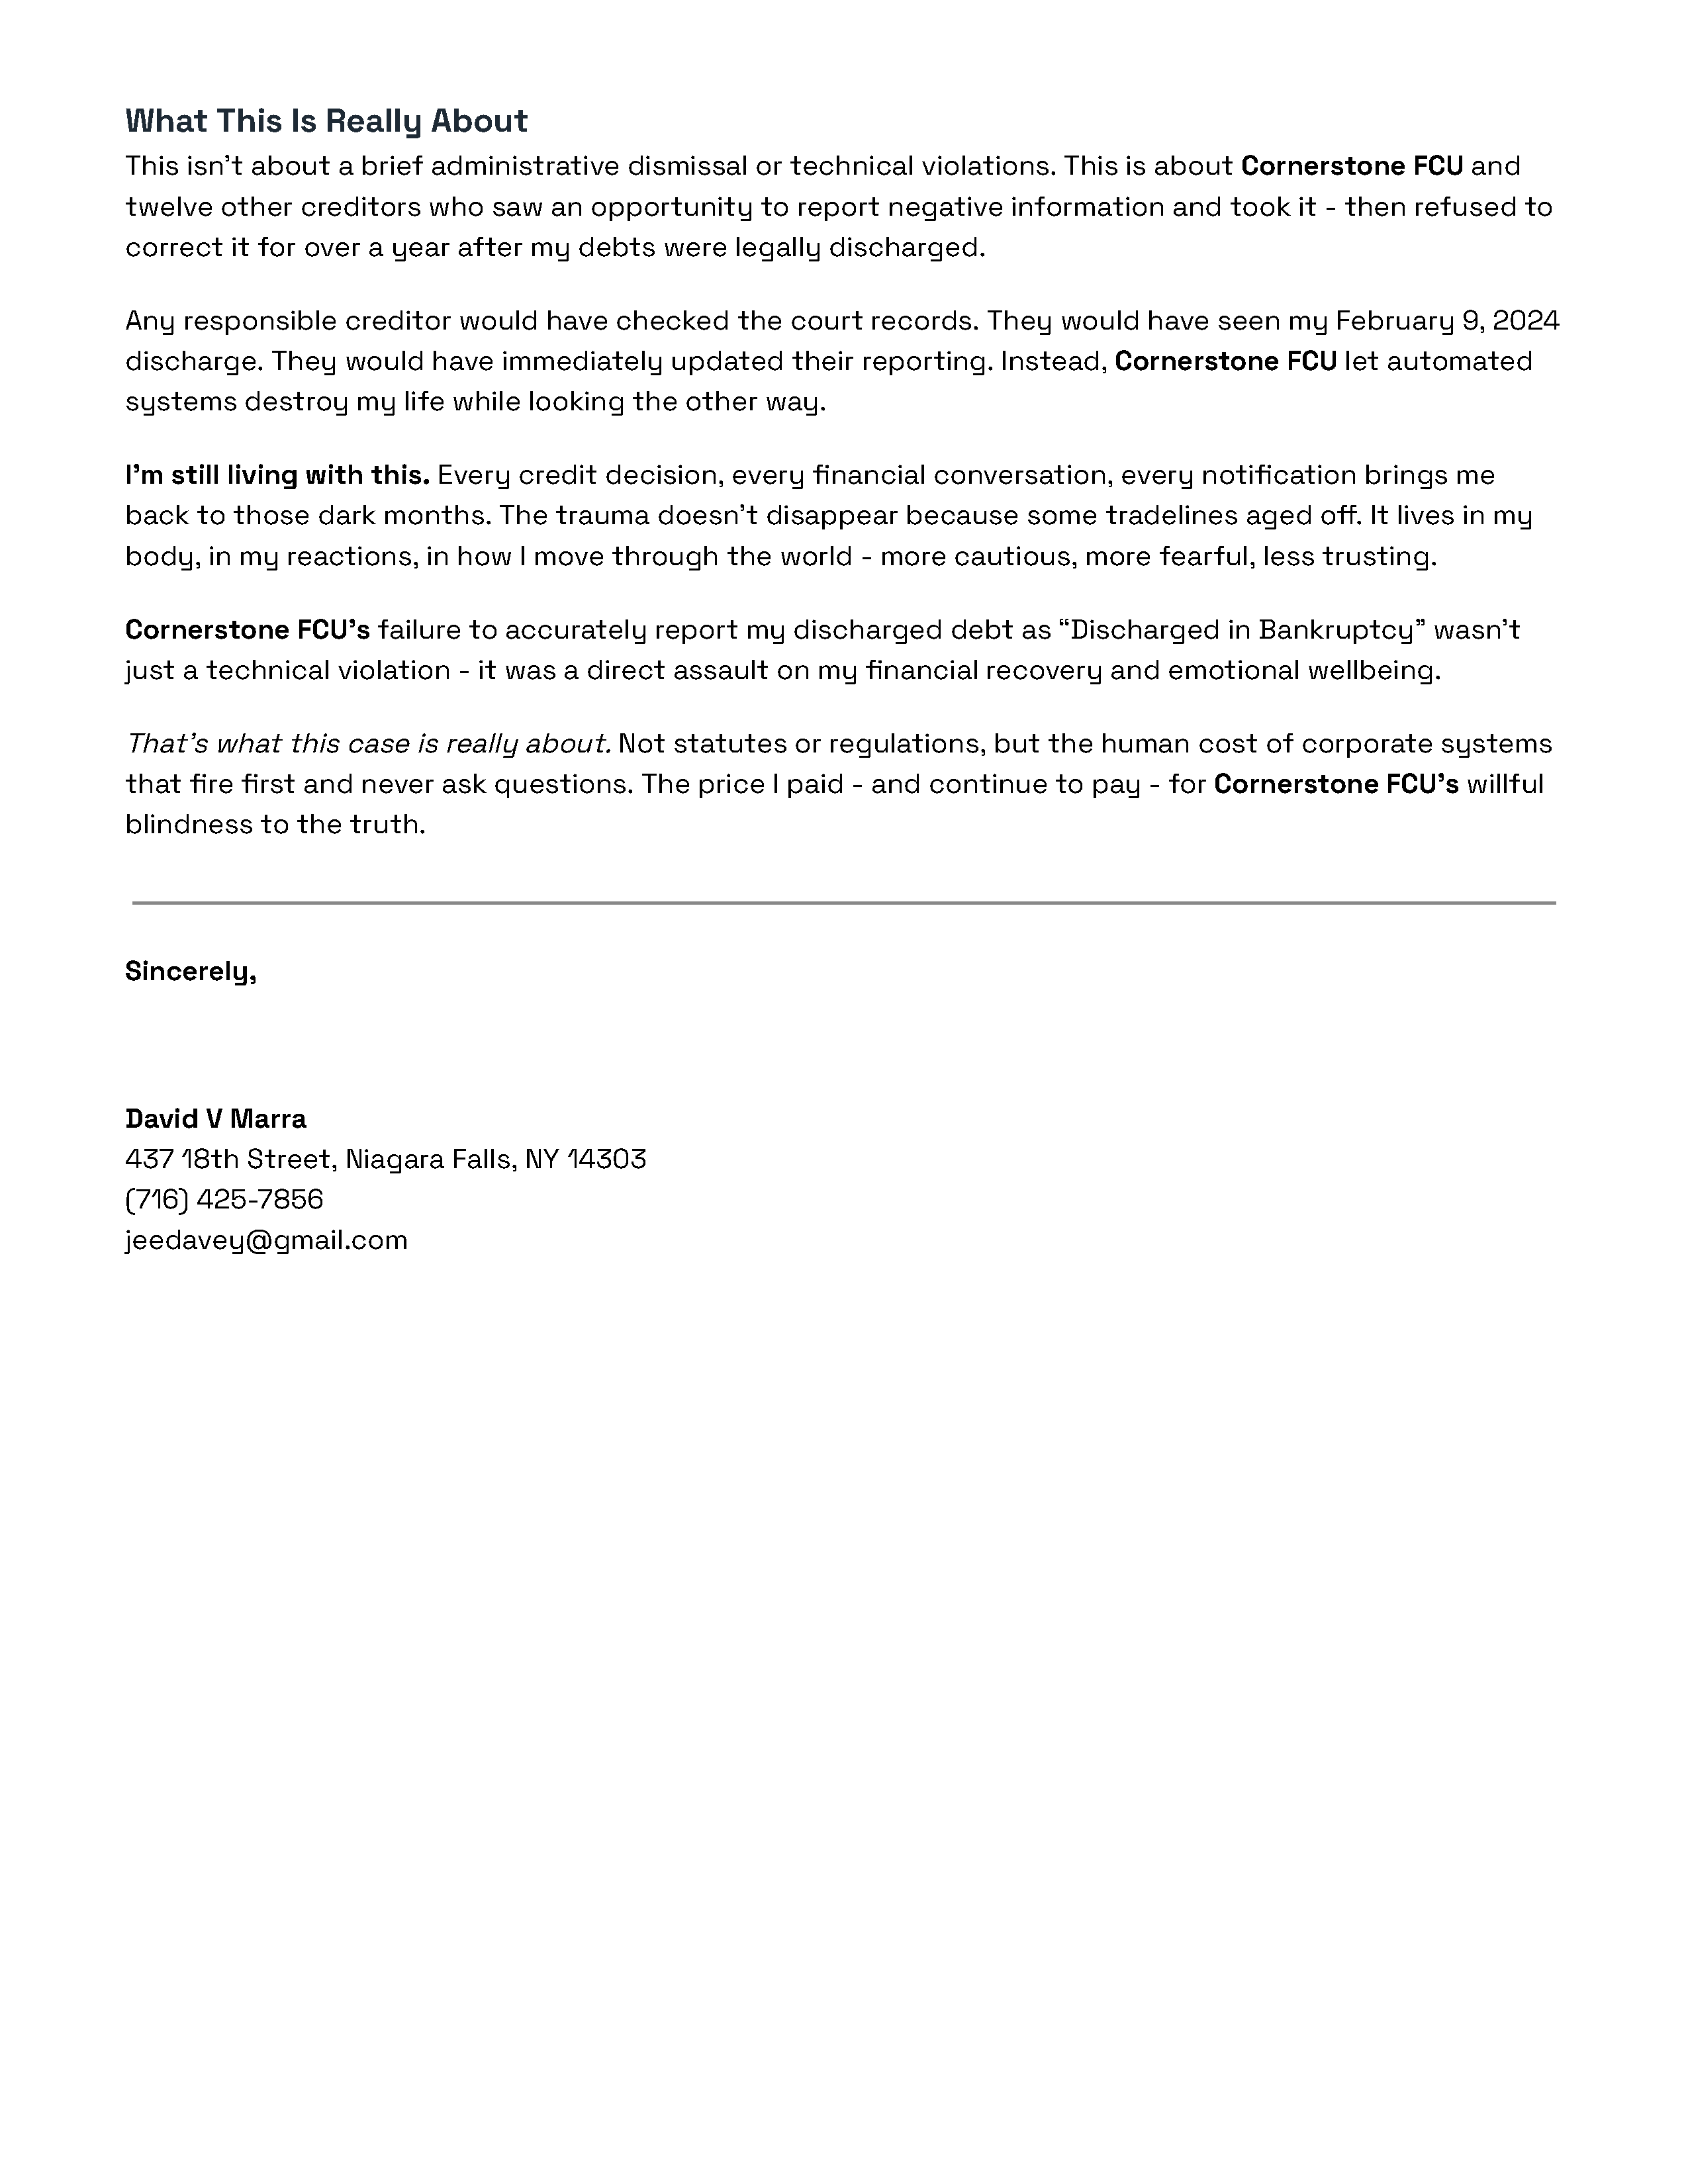 What This Is Really About
This isn't about a brief administrative dismissal or technical violations. This is about Cornerstone FCU and
twelve other creditors who saw an opportunity to report negative information and took it - then refused to
correct it for over a year after my debts were legally discharged.
Any responsible creditor would have checked the court records. They would have seen my February 9, 2024
discharge. They would have immediately updated their reporting. Instead, Cornerstone FCU let automated
systems destroy my life while looking the other way.
I'm still living with this. Every credit decision, every financial conversation, every notification brings me
back to those dark months. The trauma doesn't disappear because some tradelines aged off. It lives in my
body, in my reactions, in how I move through the world - more cautious, more fearful, less trusting.
Cornerstone FCU's failure to accurately report my discharged debt as “Discharged in Bankruptcy” wasn't
just a technical violation - it was a direct assault on my financial recovery and emotional wellbeing.
That's what this case is really about. Not statutes or regulations, but the human cost of corporate systems
that fire first and never ask questions. The price I paid - and continue to pay - for Cornerstone FCU's willful
blindness to the truth.
Sincerely,
David V Marra
437 18th Street, Niagara Falls, NY 14303
(716) 425-7856
jeedavey@gmail.com